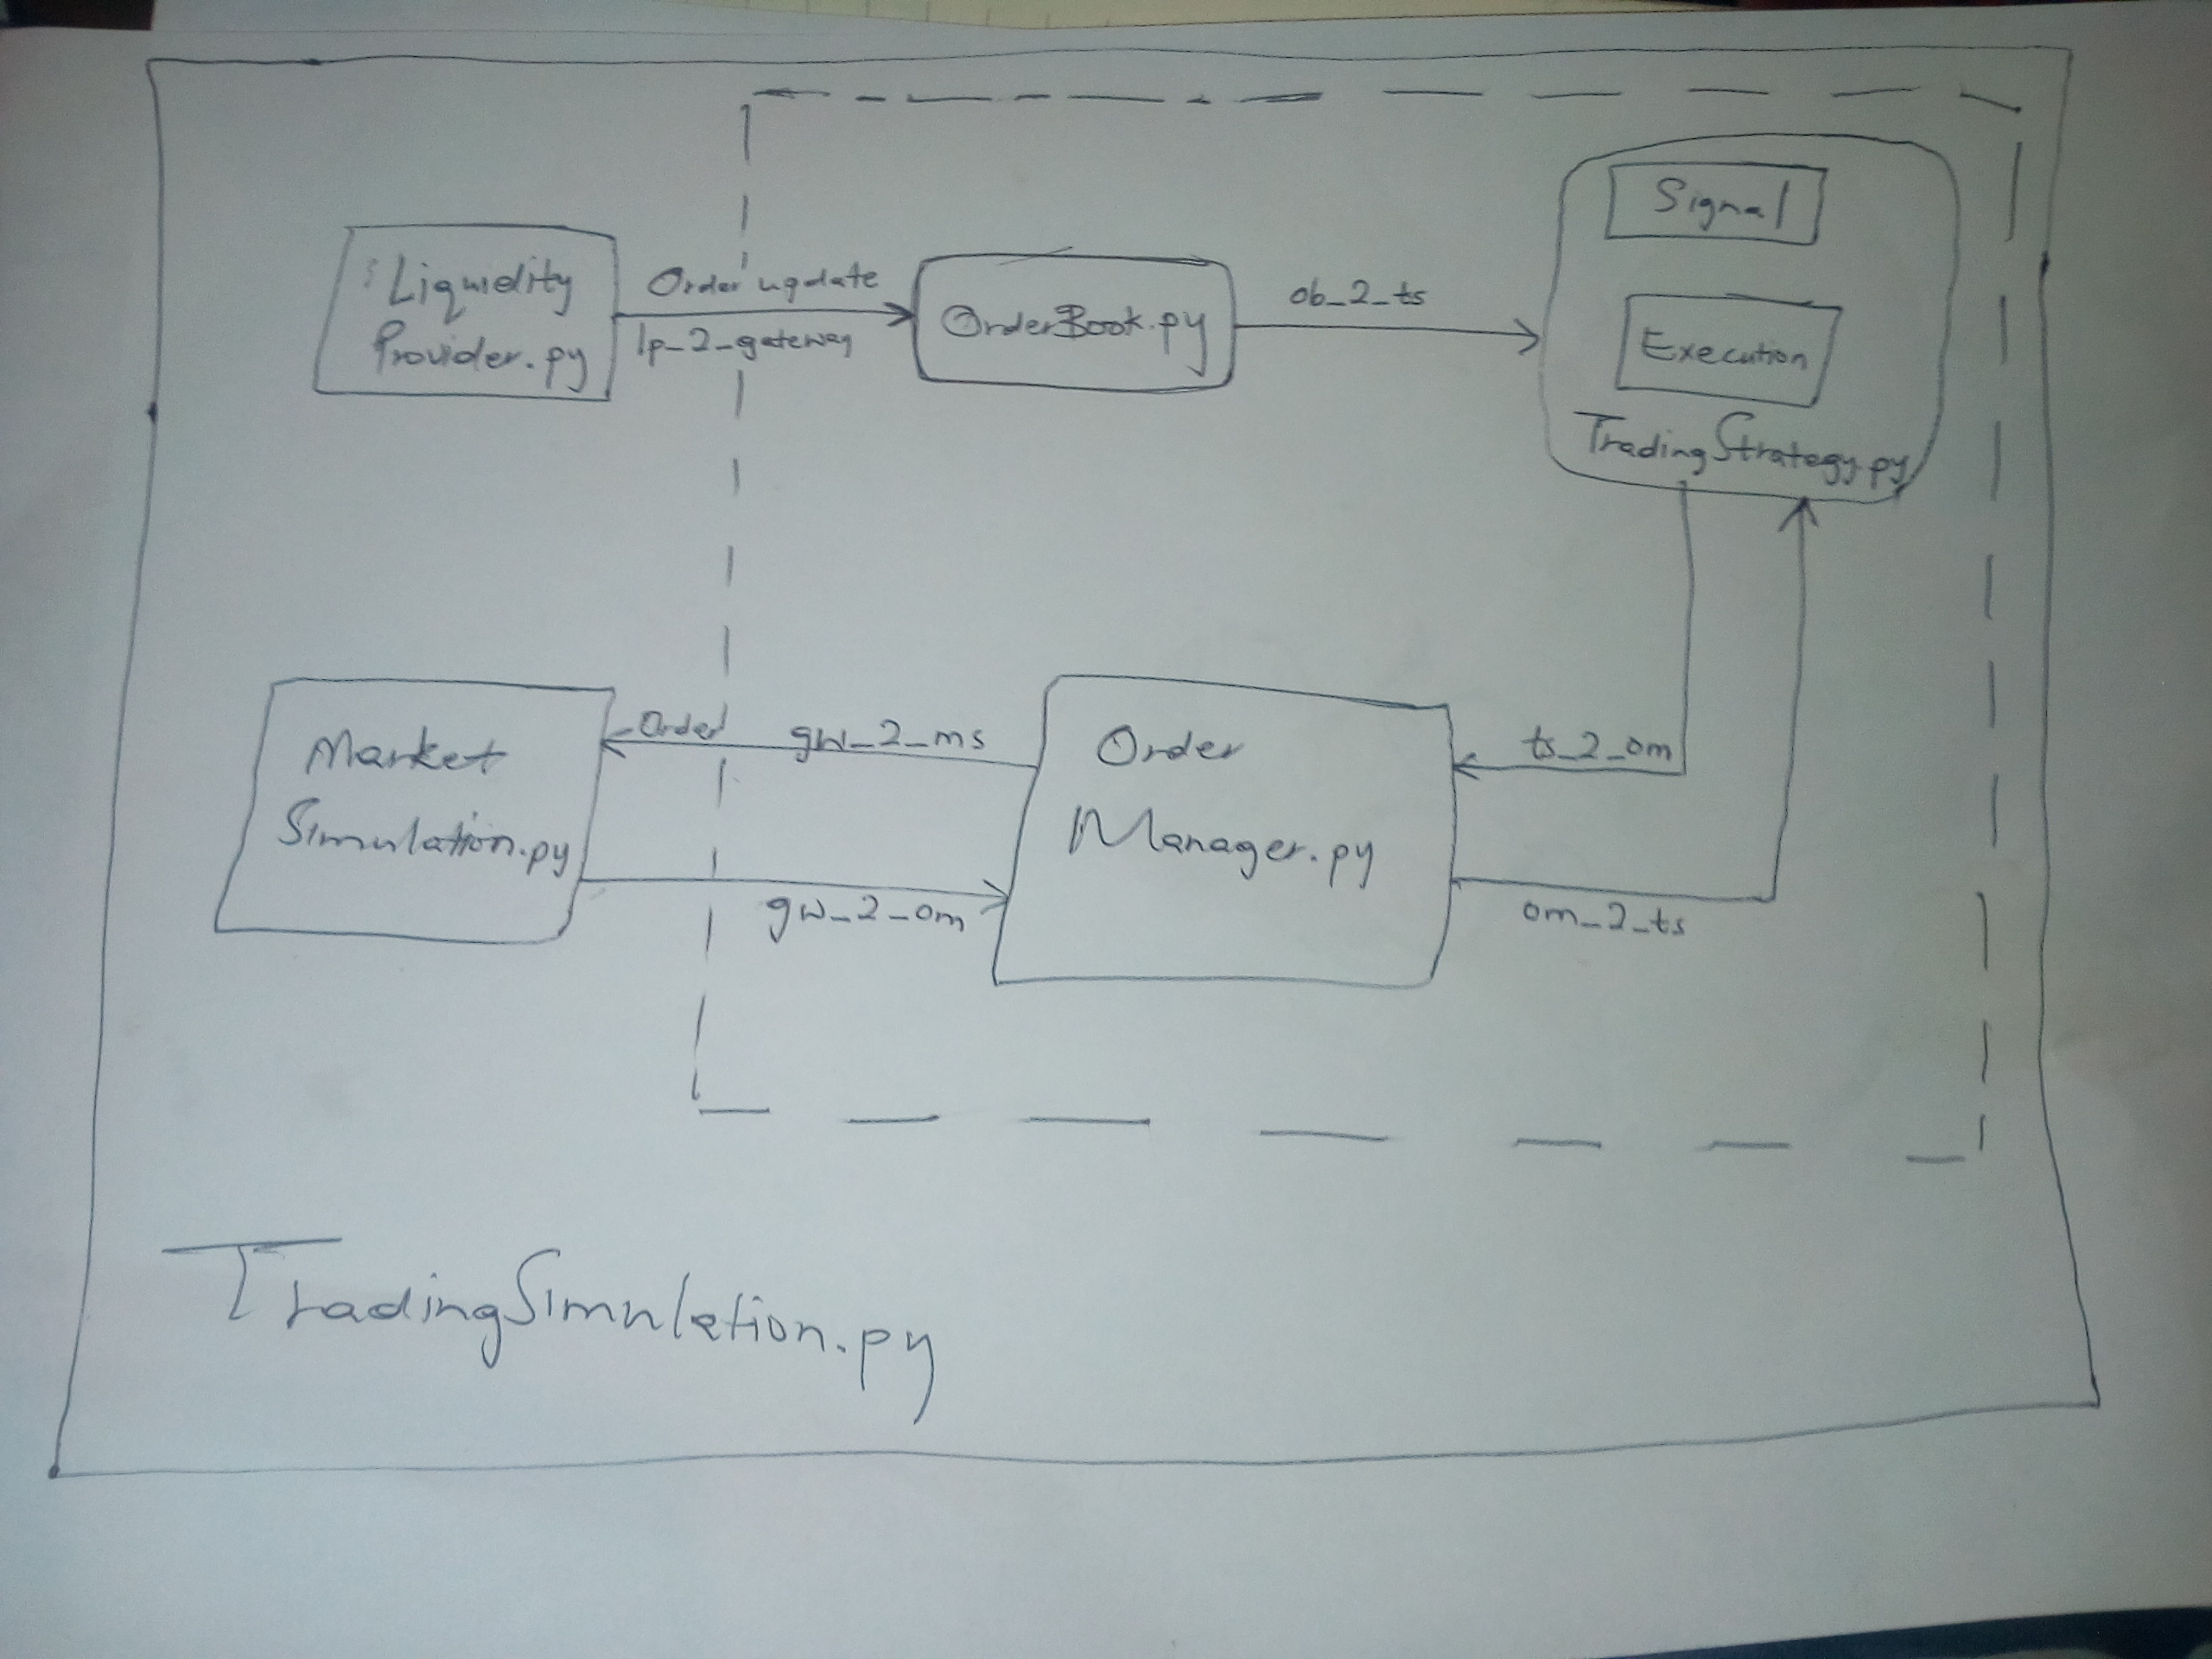 Signal
Liquidity
Provider.py
Order update
lp_2_gateway
OrderBook.py
ob_2_ts
Execution
TradingStrategy.py
Market
Simulation.py
Order
gw_2_ms
gw_2_om
Order
Manager.py
ts_2_om
om_2_ts
TradingSimulation.py